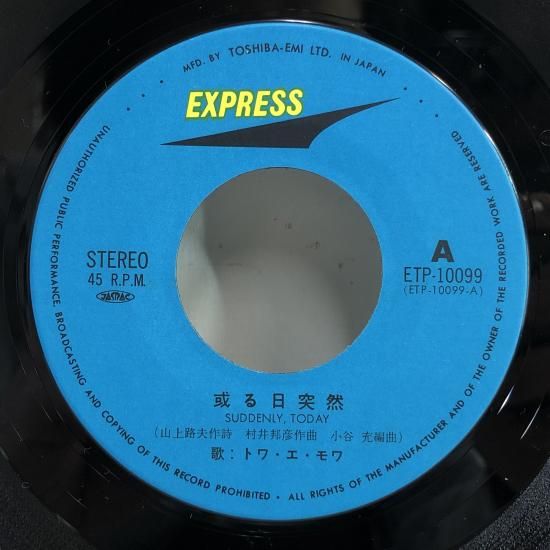 MFD. BY TOSHIBA-EMI LTD. IN JAPAN
EXPRESS
STEREO
45 R.P.M.
JASRAC
A
ETP-10099
(ETP-10099-A)
或る日突然
SUDDENLY, TODAY
(山上路夫作詩 村井邦彦作曲 小谷 充編曲)
歌:トワ・エ・モワ
UNAUTHORIZED PUBLIC PERFORMANCE, BROADCASTING AND COPYING OF THIS RECORD PROHIBITED • ALL RIGHTS OF THE MANUFACTURER AND OF THE OWNER OF THE RECORDED WORK ARE RESERVED